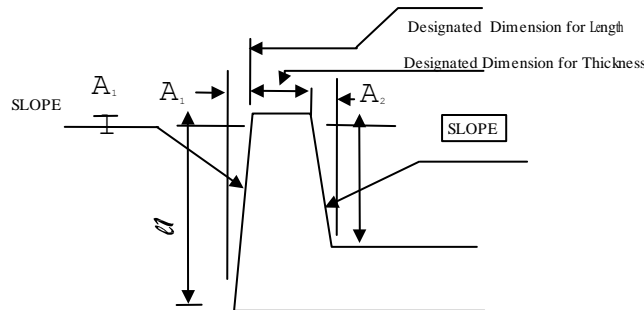 Designated Dimension for Length
Designated Dimension for Thickness
A₁
A₁
A₂
SLOPE
SLOPE